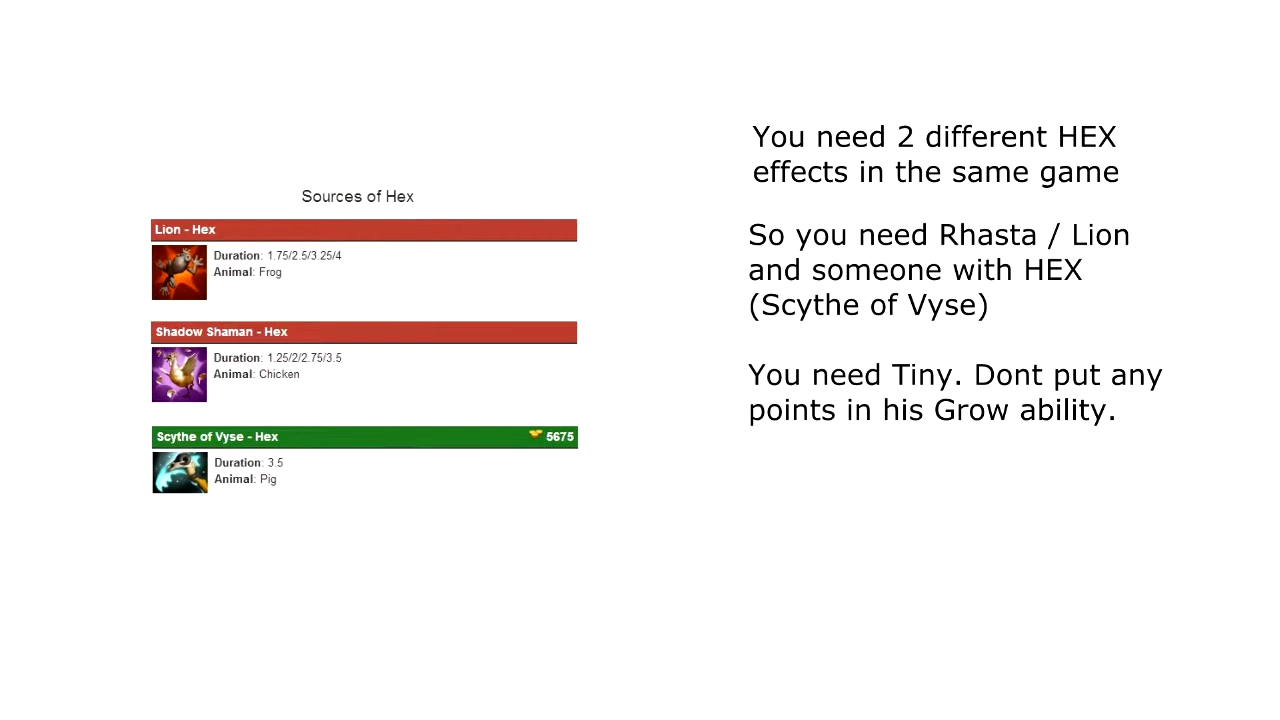 Sources of Hex
Lion - Hex
Duration: 1.75/2.5/3.25/4
Animal: Frog
Shadow Shaman - Hex
Duration: 1.25/2/2.75/3.5
Animal: Chicken
Scythe of Vyse - Hex 5675
Duration: 3.5
Animal: Pig
You need 2 different HEX
effects in the same game
So you need Rhasta / Lion
and someone with HEX
(Scythe of Vyse)
You need Tiny. Dont put any
points in his Grow ability.